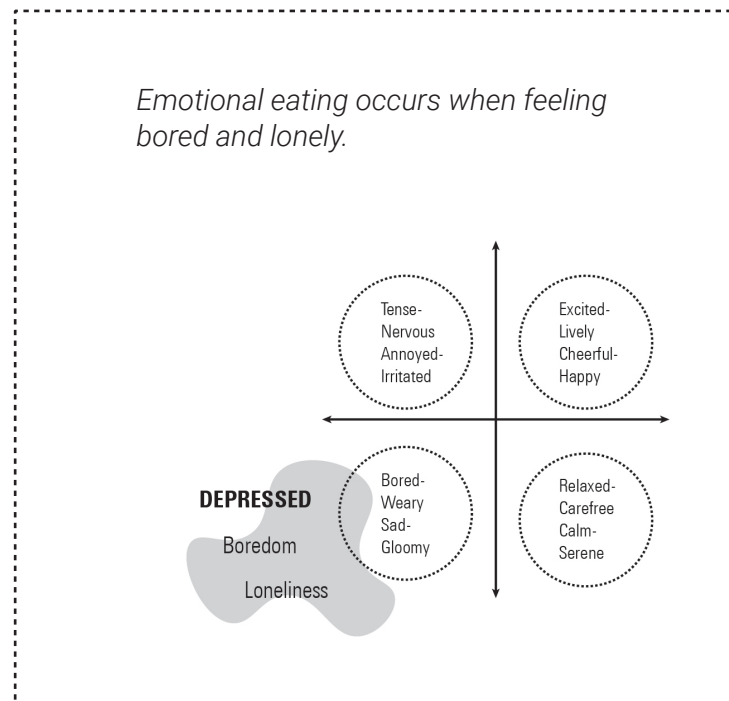 Emotional eating occurs when feeling
bored and lonely.
Tense-
Nervous
Annoyed-
Irritated
Excited-
Lively
Cheerful-
Happy
DEPRESSED
Boredom
Loneliness
Bored-
Weary
Sad-
Gloomy
Relaxed-
Carefree
Calm-
Serene